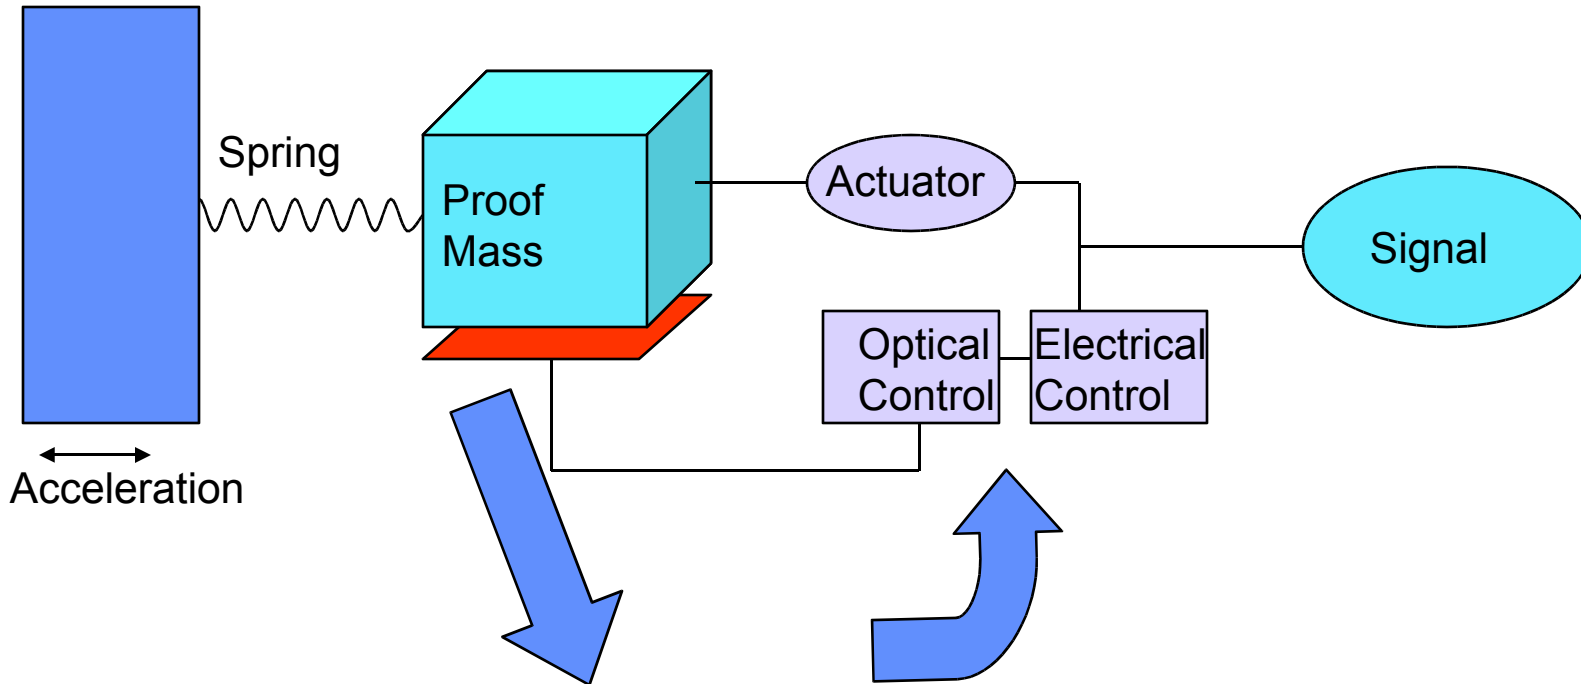 Spring
Proof
Mass
Actuator
Signal
Optical
Control
Electrical
Control
Acceleration